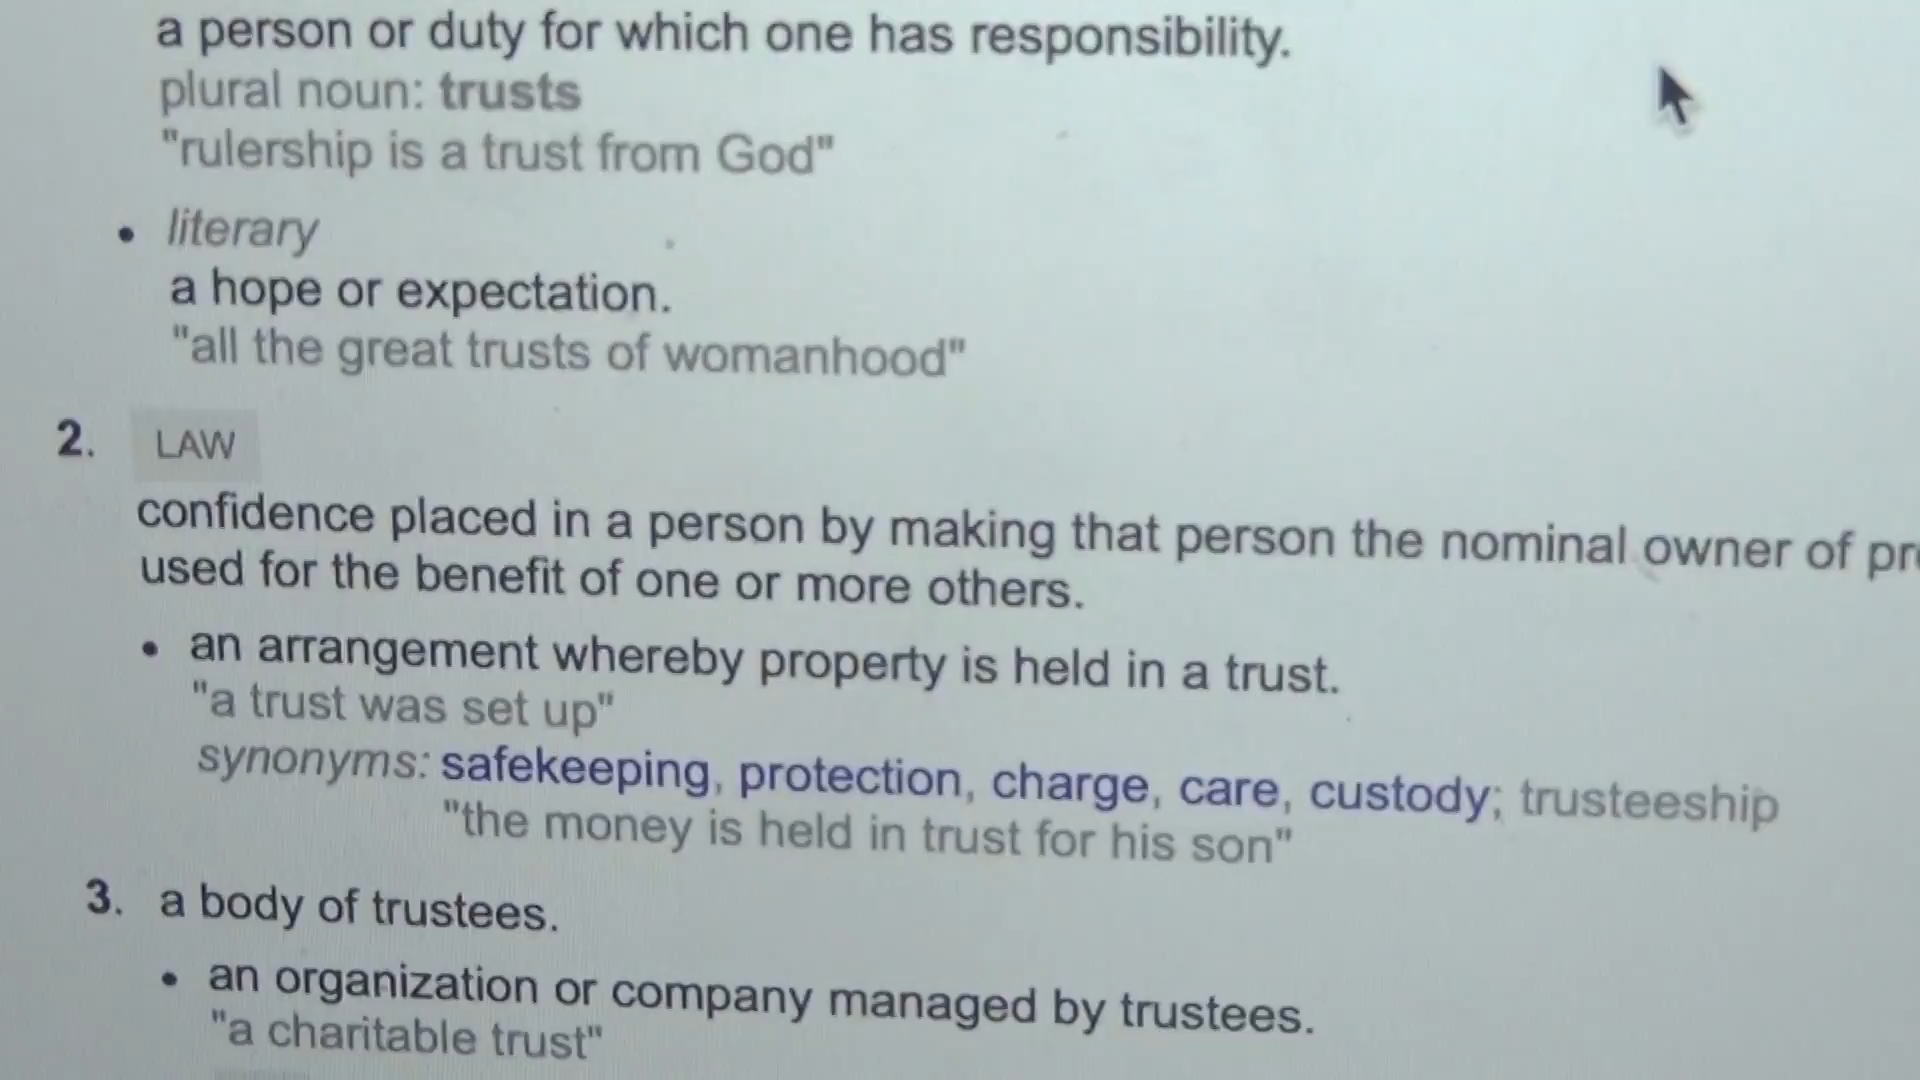 a person or duty for which one has responsibility.
plural noun: trusts
"rulership is a trust from God"
• literary
a hope or expectation.
"all the great trusts of womanhood"
2. LAW
confidence placed in a person by making that person the nominal owner of
used for the benefit of one or more others.
• an arrangement whereby property is held in a trust.
"a trust was set up"
synonyms: safekeeping, protection, charge, care, custody; trusteeship
"the money is held in trust for his son"
3. a body of trustees.
• an organization or company managed by trustees.
"a charitable trust"